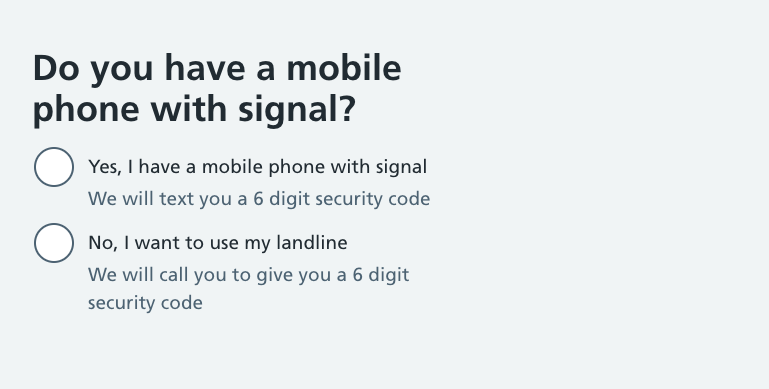 Do you have a mobile
phone with signal?
Yes, I have a mobile phone with signal
We will text you a 6 digit security code
No, I want to use my landline
We will call you to give you a 6 digit
security code